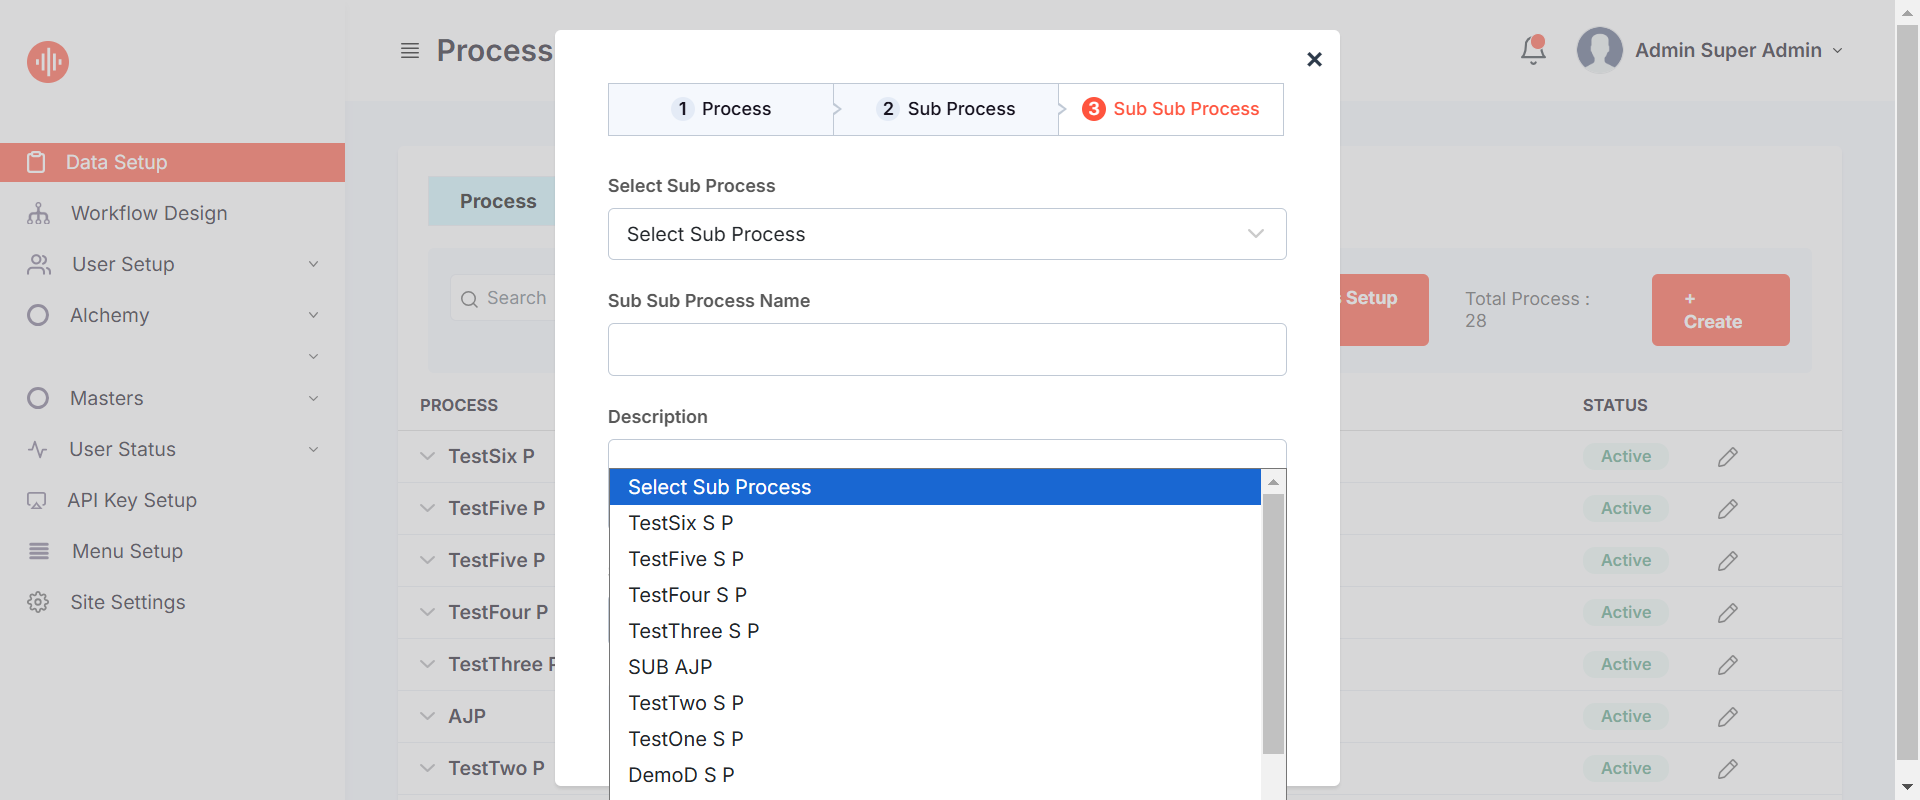 Process
Admin Super Admin
Data Setup
Workflow Design
User Setup
Alchemy
Masters
User Status
API Key Setup
Menu Setup
Site Settings
Process
Search
Setup
Total Process :
28
+
Create
PROCESS
STATUS
TestSix P
Active
TestFive P
Active
TestFive P
Active
TestFour P
Active
TestThree P
Active
AJP
Active
TestTwo P
Active
1 Process
2 Sub Process
3 Sub Sub Process
Select Sub Process
Select Sub Process
Sub Sub Process Name
Description
Select Sub Process
TestSix S P
TestFive S P
TestFour S P
TestThree S P
SUB AJP
TestTwo S P
TestOne S P
DemoD S P